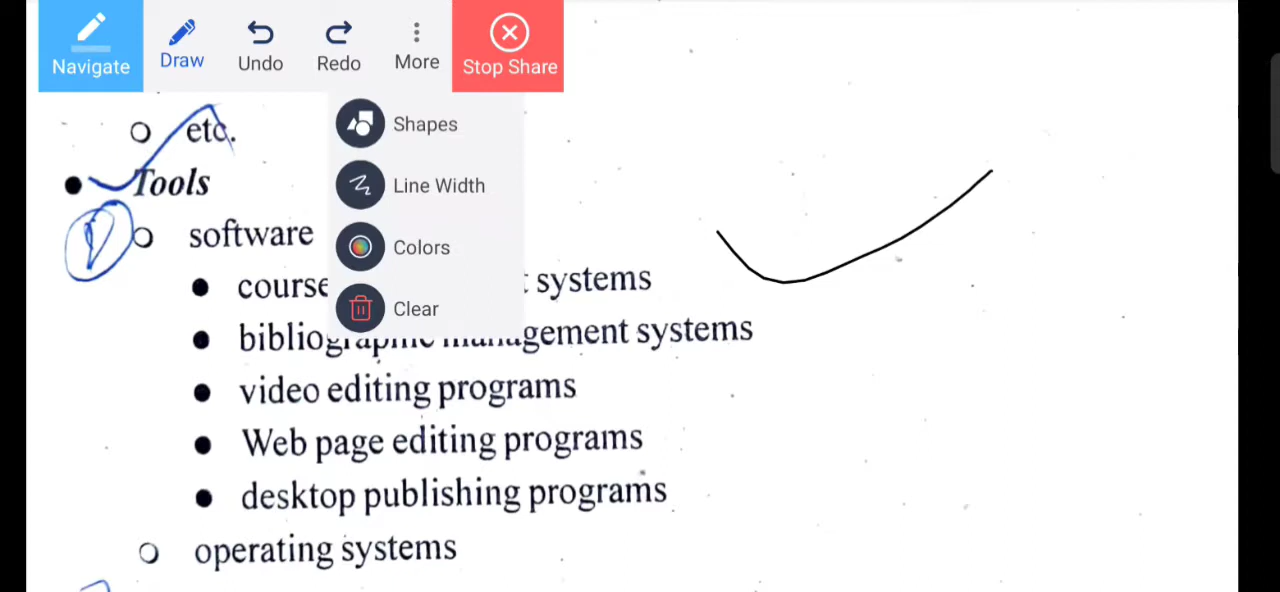 Navigate
Draw
Undo
Redo
More
Stop Share
Shapes
Line Width
Colors
Clear
etc.
Tools
software
course systems
bibliographic management systems
video editing programs
Web page editing programs
desktop publishing programs
operating systems